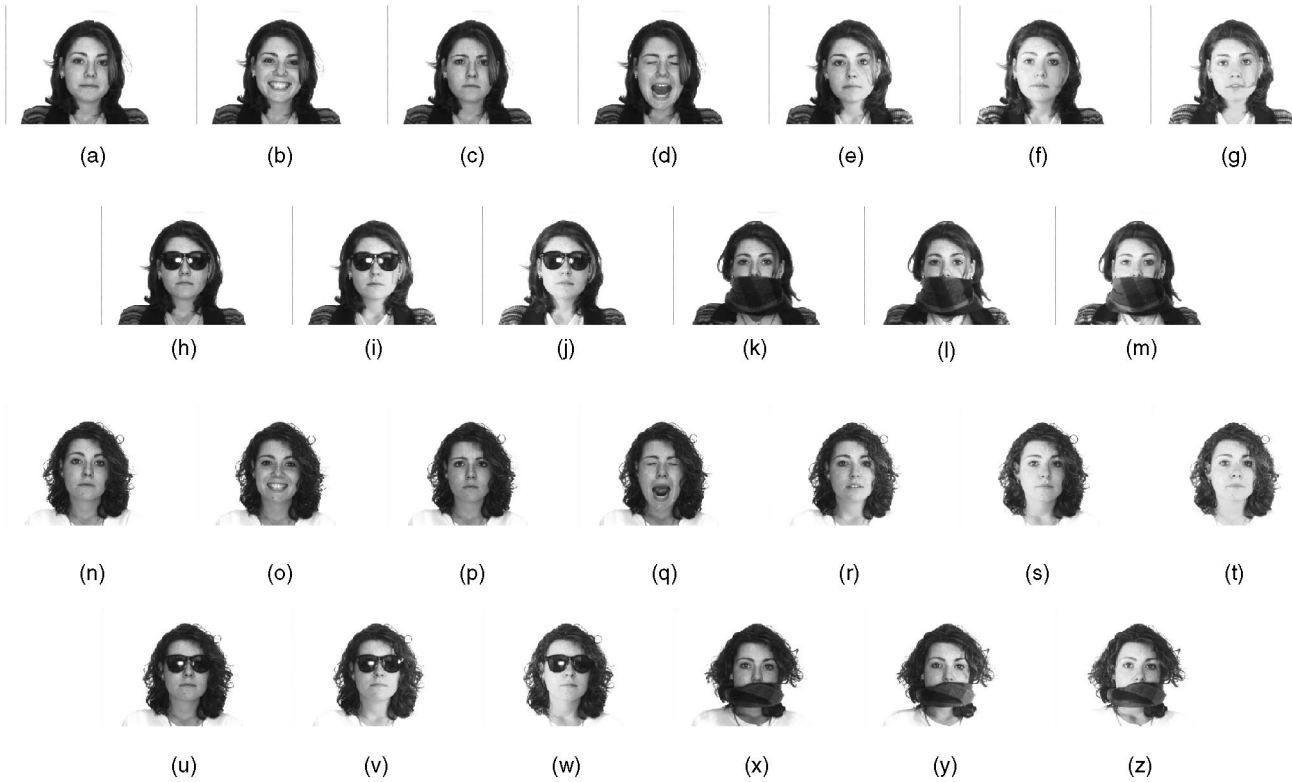 (a) (b) (c) (d) (e) (f) (g)
(h) (i) (j) (k) (l) (m)
(n) (o) (p) (q) (r) (s) (t)
(u) (v) (w) (x) (y) (z)